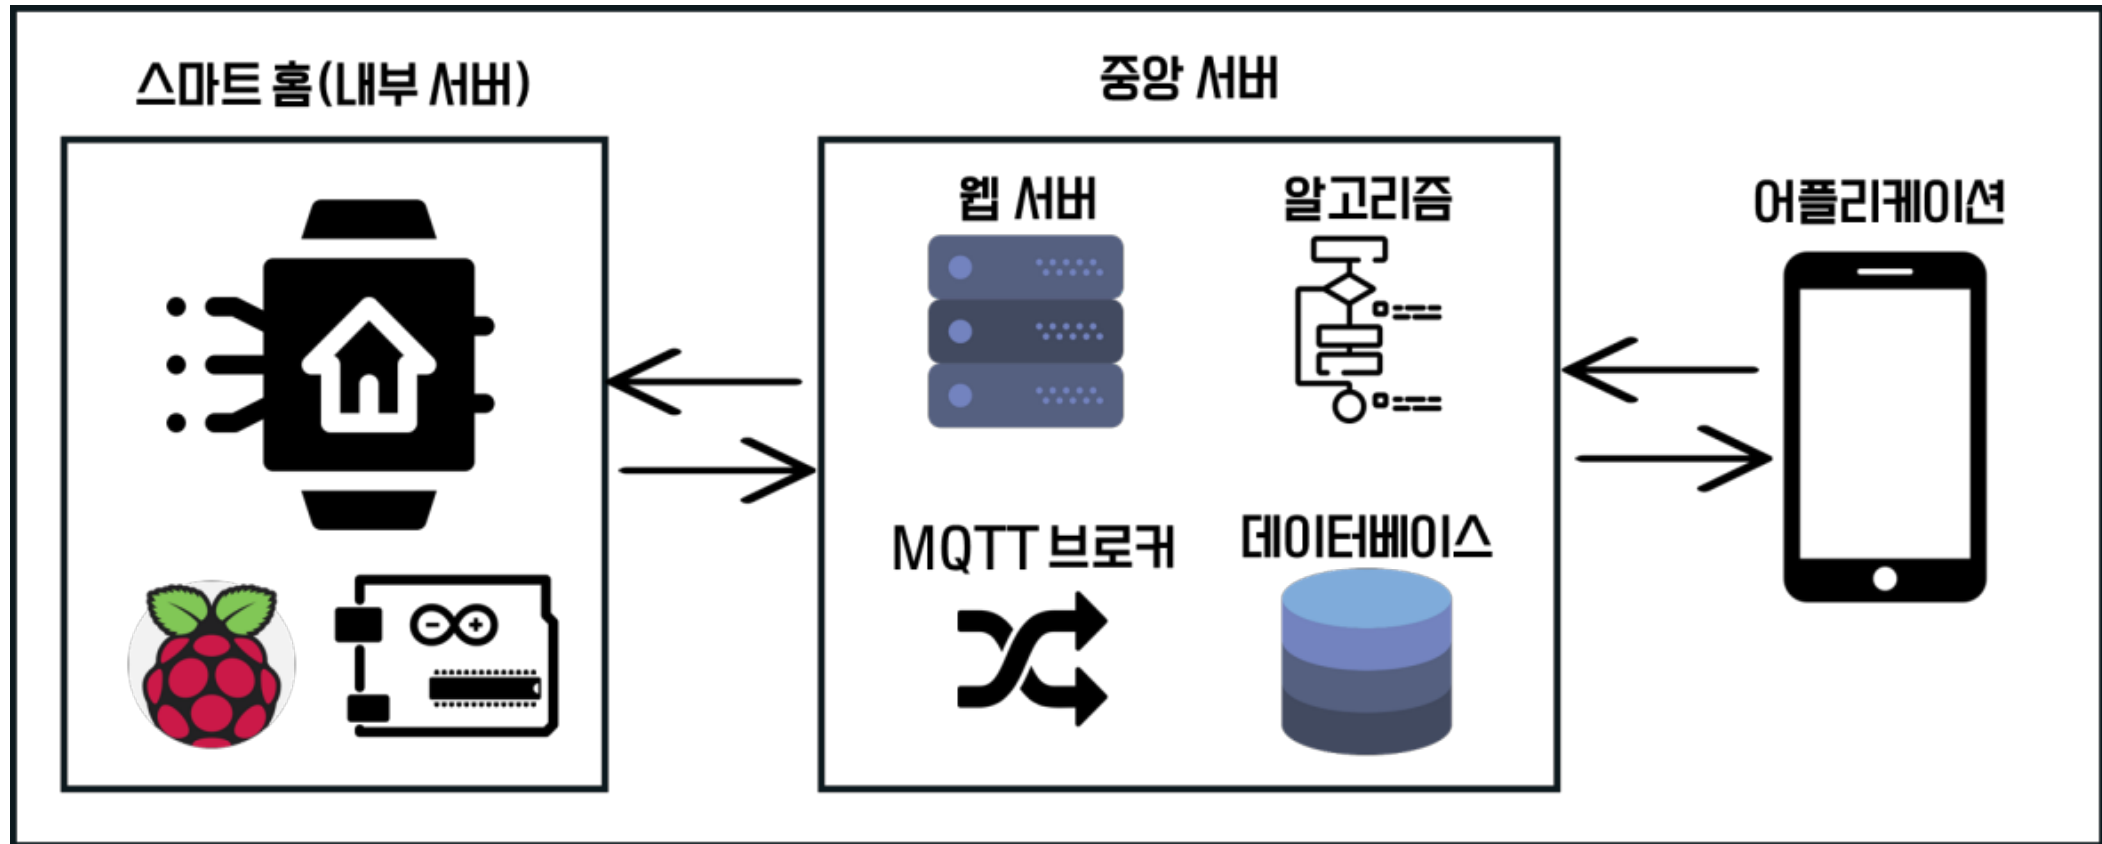 스마트 홈(내부 서버)
중앙 서버
웹 서버
알고리즘
어플리케이션
MQTT 브로커
데이터베이스